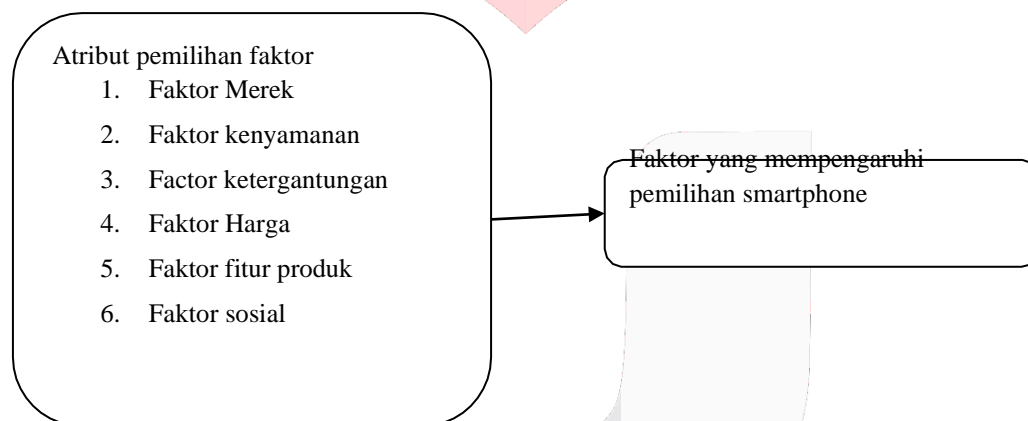 Atribut pemilihan faktor
1. Faktor Merek
2. Faktor kenyamanan
3. Factor ketergantungan
4. Faktor Harga
5. Faktor fitur produk
6. Faktor sosial
Faktor yang mempengaruhi
pemilihan smartphone